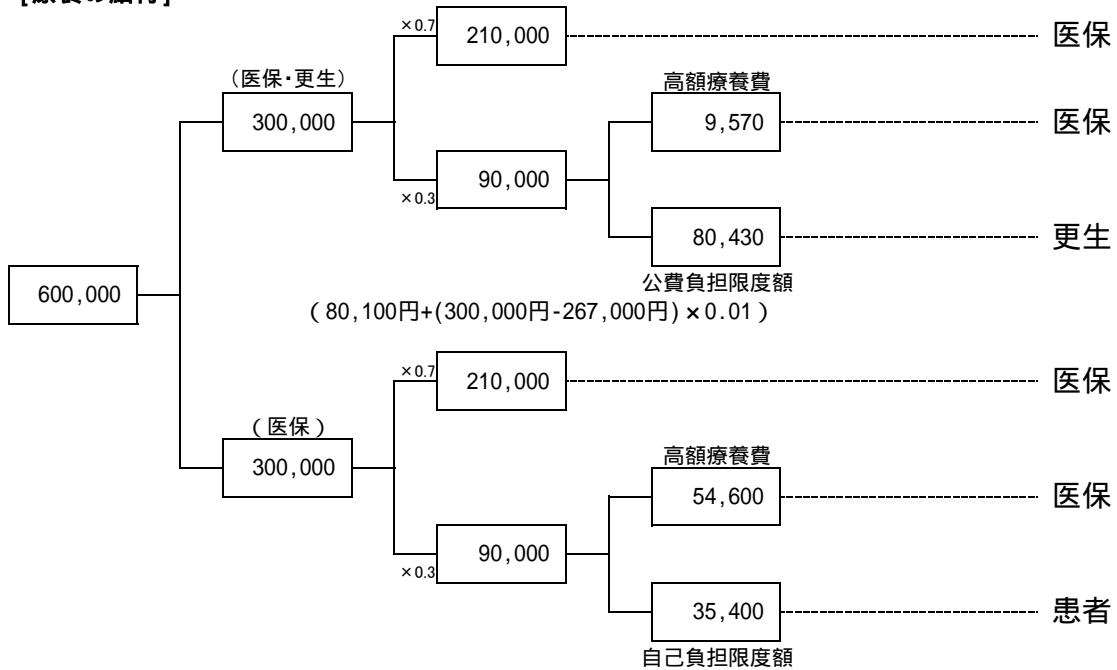 ×0.7 210,000 医保
(医保・更生)
300,000
高額療養費
9,570 医保
×0.3 90,000
80,430 更生
公費負担限度額
600,000
(80,100円+(300,000円-267,000円)×0.01)
×0.7 210,000 医保
(医保)
300,000
高額療養費
54,600 医保
×0.3 90,000
35,400 患者
自己負担限度額